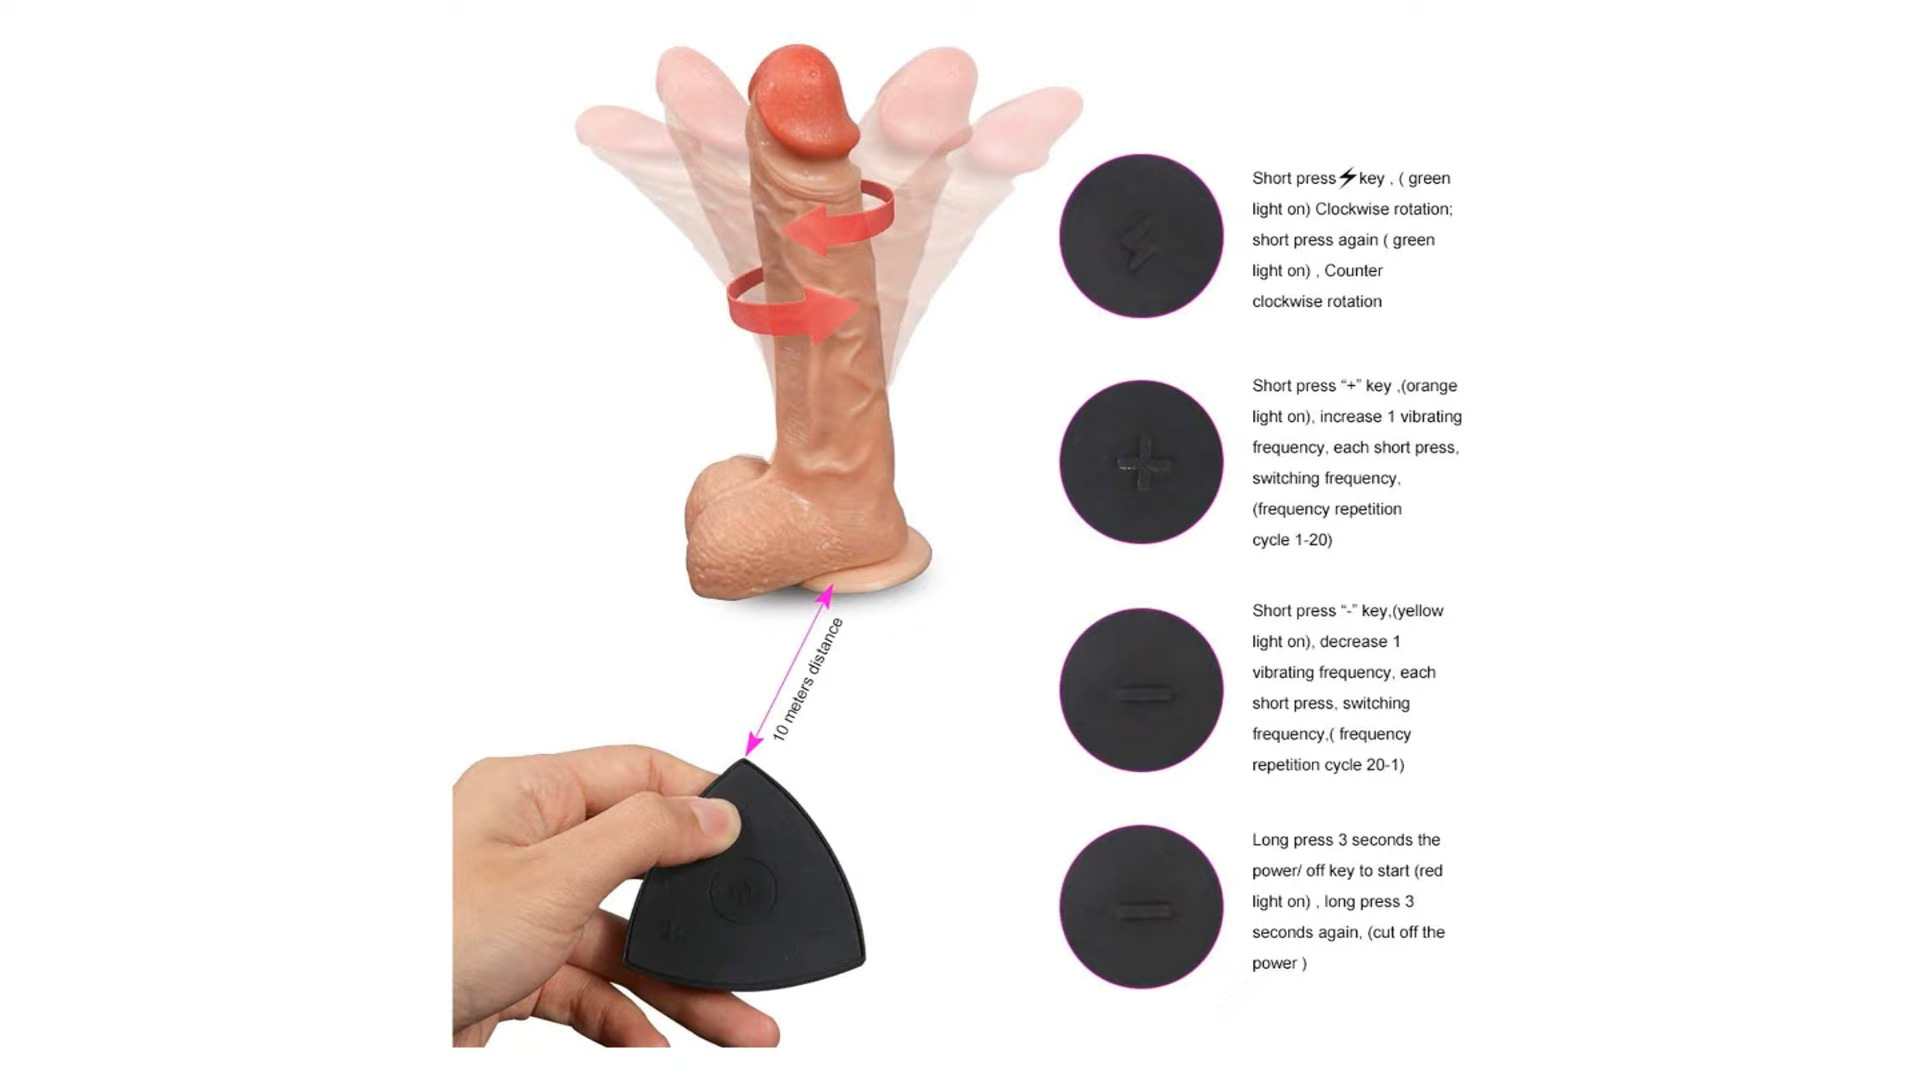 Short press⚡key , ( green
light on) Clockwise rotation;
short press again ( green
light on) , Counter
clockwise rotation
Short press “+” key ,(orange
light on), increase 1 vibrating
frequency, each short press,
switching frequency,
(frequency repetition
cycle 1-20)
10 meters distance
Short press “-” key,(yellow
light on), decrease 1
vibrating frequency, each
short press, switching
frequency,( frequency
repetition cycle 20-1)
Long press 3 seconds the
power/ off key to start (red
light on) , long press 3
seconds again, (cut off the
power )